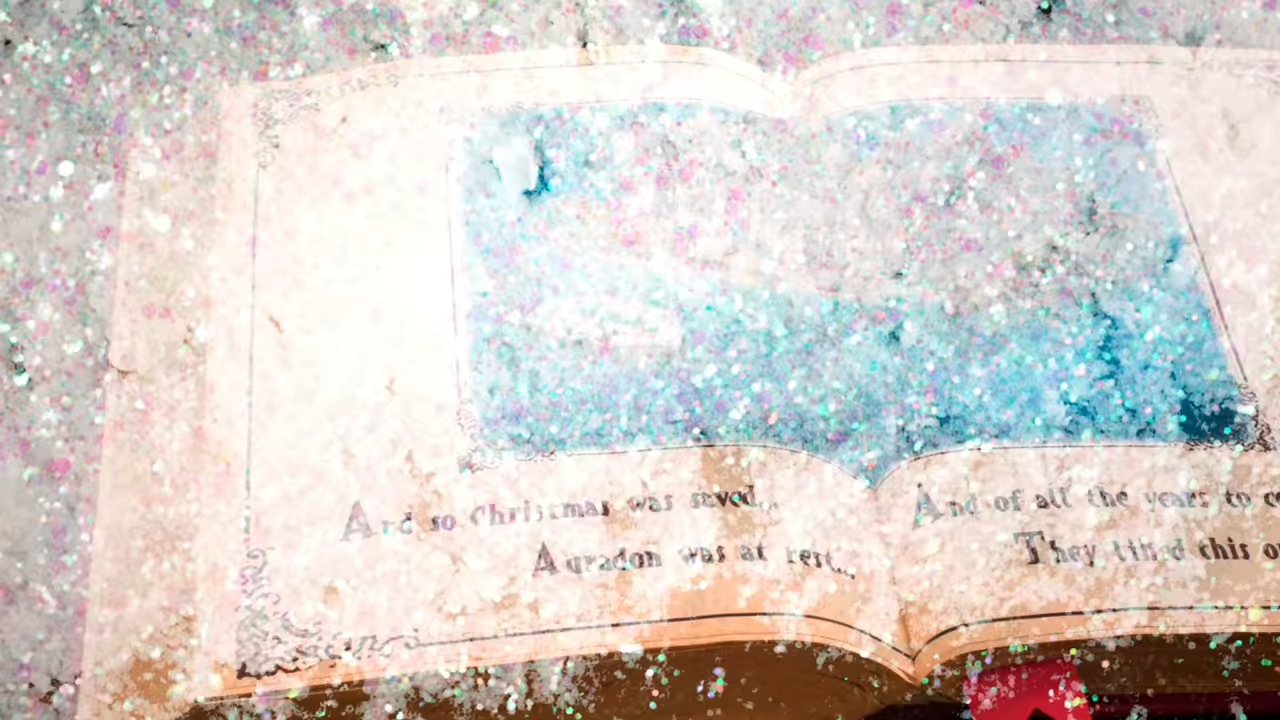 And so Christmas was saved...
Auradon was at rest...
And of all the years to
They titled this